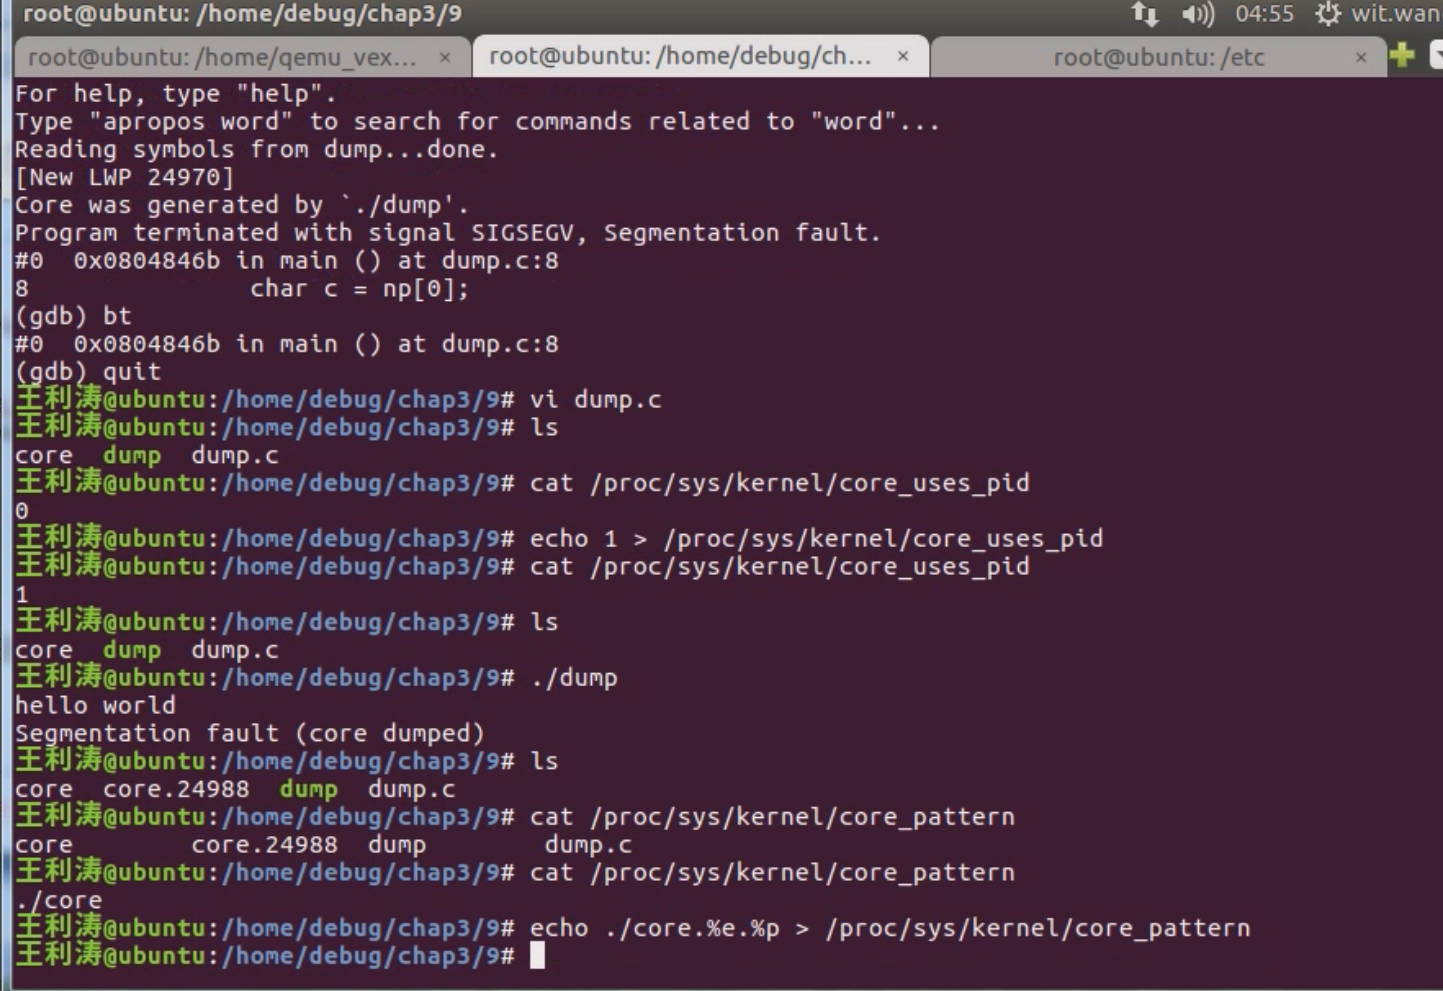 root@ubuntu: /home/debug/chap3/9
04:55 wit.wan
root@ubuntu: /home/qemu_vex... ×
root@ubuntu: /home/debug/ch... ×
root@ubuntu: /etc ×
For help, type "help".
Type "apropos word" to search for commands related to "word"...
Reading symbols from dump...done.
[New LWP 24970]
Core was generated by `./dump'.
Program terminated with signal SIGSEGV, Segmentation fault.
#0  0x0804846b in main () at dump.c:8
8               char c = np[0];
(gdb) bt
#0  0x0804846b in main () at dump.c:8
(gdb) quit
王利涛@ubuntu:/home/debug/chap3/9# vi dump.c
王利涛@ubuntu:/home/debug/chap3/9# ls
core  dump  dump.c
王利涛@ubuntu:/home/debug/chap3/9# cat /proc/sys/kernel/core_uses_pid
0
王利涛@ubuntu:/home/debug/chap3/9# echo 1 > /proc/sys/kernel/core_uses_pid
王利涛@ubuntu:/home/debug/chap3/9# cat /proc/sys/kernel/core_uses_pid
1
王利涛@ubuntu:/home/debug/chap3/9# ls
core  dump  dump.c
王利涛@ubuntu:/home/debug/chap3/9# ./dump
hello world
Segmentation fault (core dumped)
王利涛@ubuntu:/home/debug/chap3/9# ls
core  core.24988  dump  dump.c
王利涛@ubuntu:/home/debug/chap3/9# cat /proc/sys/kernel/core_pattern
core        core.24988  dump        dump.c
王利涛@ubuntu:/home/debug/chap3/9# cat /proc/sys/kernel/core_pattern
./core
王利涛@ubuntu:/home/debug/chap3/9# echo ./core.%e.%p > /proc/sys/kernel/core_pattern
王利涛@ubuntu:/home/debug/chap3/9#